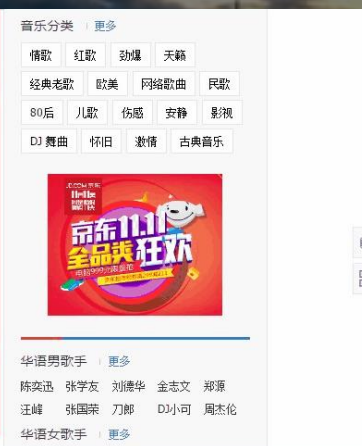 音乐分类 更多
情歌 红歌 劲爆 天籁
经典老歌 欧美 网络歌曲 民歌
80后 儿歌 伤感 安静 影视
DJ 舞曲 怀旧 激情 古典音乐
JD.COM 京东
京东11.11
全品类狂欢
华语男歌手 更多
陈奕迅 张学友 刘德华 金志文 郑源
汪峰 张国荣 刀郎 DJ小可 周杰伦
华语女歌手 更多